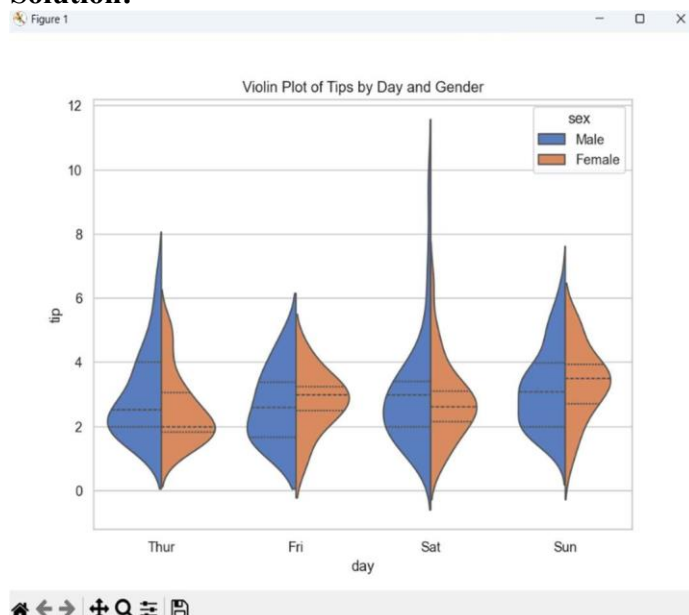 Solution:
Figure 1
Violin Plot of Tips by Day and Gender
12
10
8
6
4
2
0
tip
sex
Male
Female
Thur
Fri
Sat
Sun
day